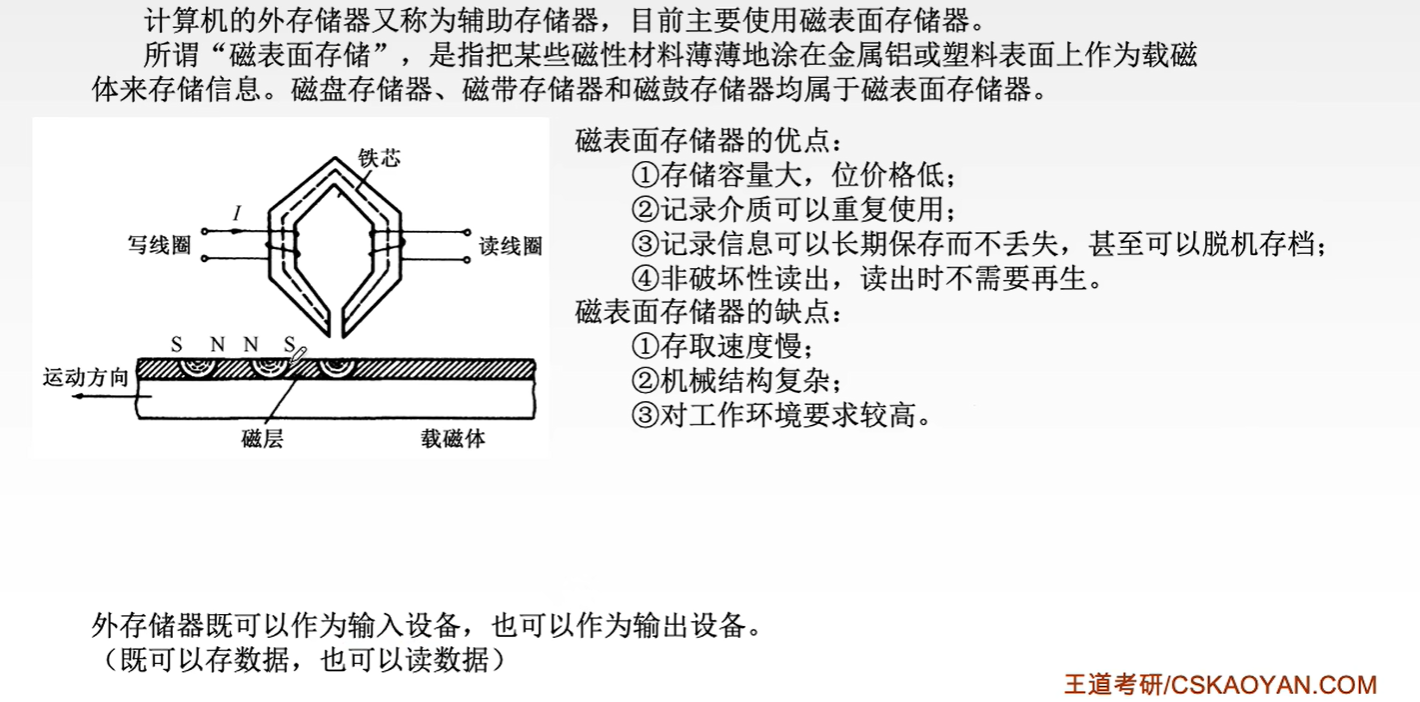 计算机的外存储器又称为辅助存储器，目前主要使用磁表面存储器。
所谓“磁表面存储”，是指把某些磁性材料薄薄地涂在金属铝或塑料表面上作为载磁
体来存储信息。磁盘存储器、磁带存储器和磁鼓存储器均属于磁表面存储器。
铁芯
I
写线圈
读线圈
S N N S
运动方向
磁层
载磁体
磁表面存储器的优点：
①存储容量大，位价格低；
②记录介质可以重复使用；
③记录信息可以长期保存而不丢失，甚至可以脱机存档；
④非破坏性读出，读出时不需要再生。
磁表面存储器的缺点：
①存取速度慢；
②机械结构复杂；
③对工作环境要求较高。
外存储器既可以作为输入设备，也可以作为输出设备。
（既可以存数据，也可以读数据）
王道考研/CSKAOYAN.COM